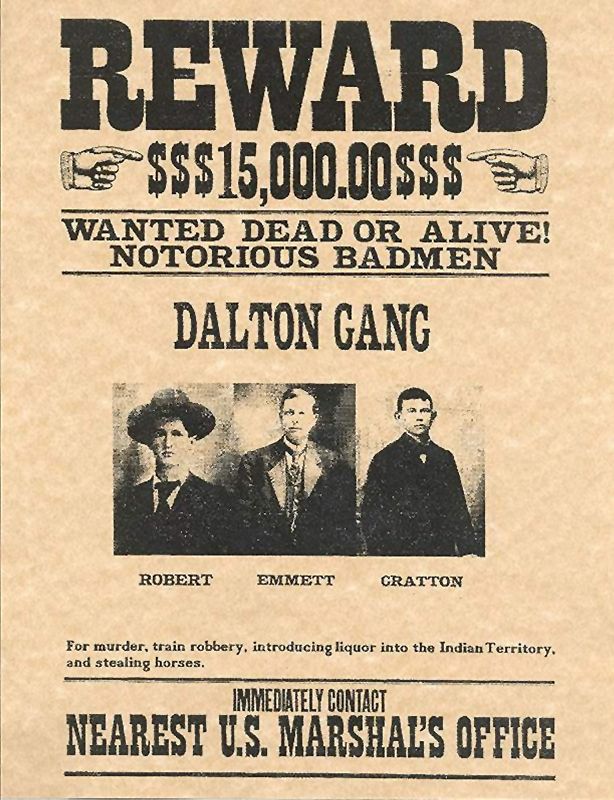 REWARD
$$$15,000.00$$$
WANTED DEAD OR ALIVE!
NOTORIOUS BADMEN
DALTON GANG
ROBERT EMMETT GRATTON
For murder, train robbery, introducing liquor into the Indian Territory,
and stealing horses.
IMMEDIATELY CONTACT
NEAREST U.S. MARSHAL'S OFFICE